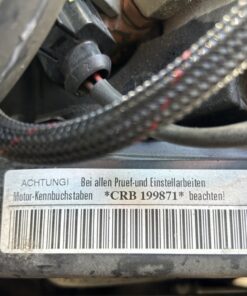 ACHTUNG! Bei allen Pruef-und Einstellarbeiten
Motor-Kennbuchstaben *CRB 199871* beachten!